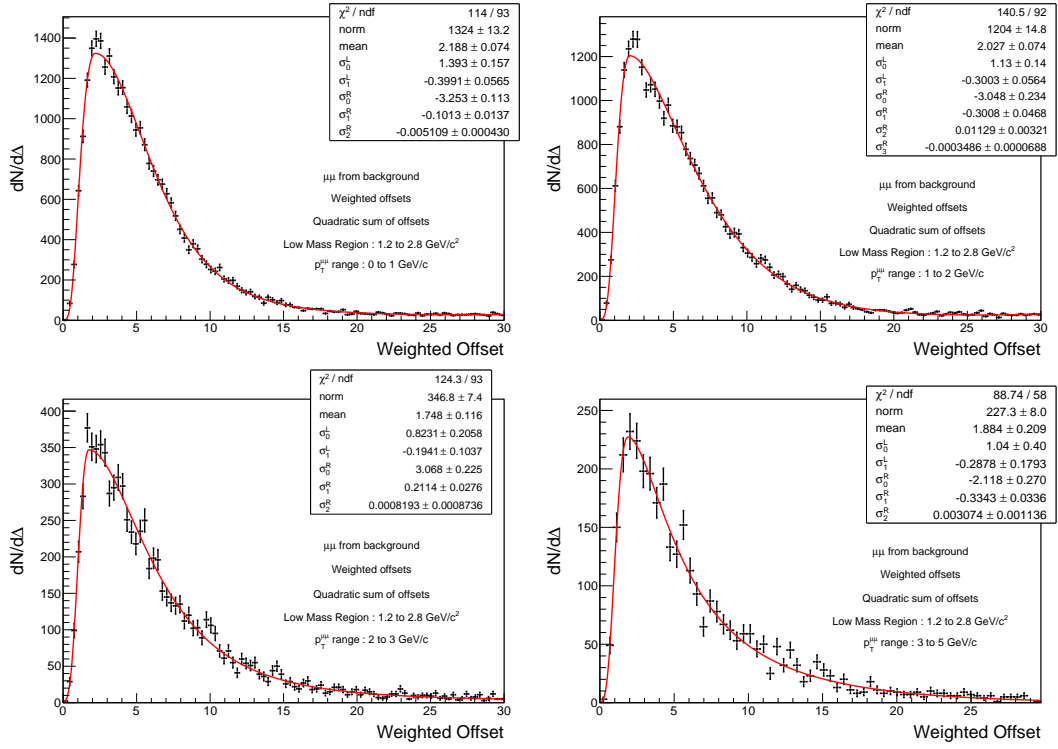 χ² / ndf 114 / 93
norm 1324 ± 13.2
mean 2.188 ± 0.074
σ₀ᴸ 1.393 ± 0.157
σ₁ᴸ -0.3991 ± 0.0565
σ₀ᴿ -3.253 ± 0.113
σ₁ᴿ -0.1013 ± 0.0137
σ₂ᴿ -0.005109 ± 0.000430
μμ from background
Weighted offsets
Quadratic sum of offsets
Low Mass Region : 1.2 to 2.8 GeV/c²
p_T^μμ range : 0 to 1 GeV/c
dN/dΔ
1400
1200
1000
800
600
400
200
0
0 5 10 15 20 25 30
Weighted Offset
χ² / ndf 140.5 / 92
norm 1204 ± 14.8
mean 2.027 ± 0.074
σ₀ᴸ 1.13 ± 0.14
σ₁ᴸ -0.3003 ± 0.0564
σ₀ᴿ -3.048 ± 0.234
σ₁ᴿ -0.3008 ± 0.0468
σ₂ᴿ 0.01129 ± 0.00321
σ₃ᴿ -0.0003486 ± 0.0000688
μμ from background
Weighted offsets
Quadratic sum of offsets
Low Mass Region : 1.2 to 2.8 GeV/c²
p_T^μμ range : 1 to 2 GeV/c
dN/dΔ
1200
1000
800
600
400
200
0
0 5 10 15 20 25 30
Weighted Offset
χ² / ndf 124.3 / 93
norm 346.8 ± 7.4
mean 1.748 ± 0.116
σ₀ᴸ 0.8231 ± 0.2058
σ₁ᴸ -0.1941 ± 0.1037
σ₀ᴿ 3.068 ± 0.225
σ₁ᴿ 0.2114 ± 0.0276
σ₂ᴿ 0.0008193 ± 0.0008736
μμ from background
Weighted offsets
Quadratic sum of offsets
Low Mass Region : 1.2 to 2.8 GeV/c²
p_T^μμ range : 2 to 3 GeV/c
dN/dΔ
400
350
300
250
200
150
100
50
0
0 5 10 15 20 25 30
Weighted Offset
χ² / ndf 88.74 / 58
norm 227.3 ± 8.0
mean 1.884 ± 0.209
σ₀ᴸ 1.04 ± 0.40
σ₁ᴸ -0.2878 ± 0.1793
σ₀ᴿ -2.118 ± 0.270
σ₁ᴿ -0.3343 ± 0.0336
σ₂ᴿ 0.003074 ± 0.001136
μμ from background
Weighted offsets
Quadratic sum of offsets
Low Mass Region : 1.2 to 2.8 GeV/c²
p_T^μμ range : 3 to 5 GeV/c
dN/dΔ
250
200
150
100
50
0
0 5 10 15 20 25 30
Weighted Offset